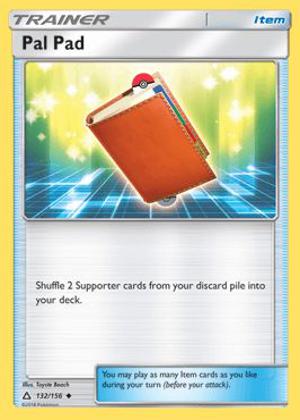 TRAINER Item
Pal Pad
Shuffle 2 Supporter cards from your discard pile into
your deck.
Illus. Toyste Beach
132/156
©2018 Pokémon
You may play as many Item cards as you like
during your turn (before your attack).